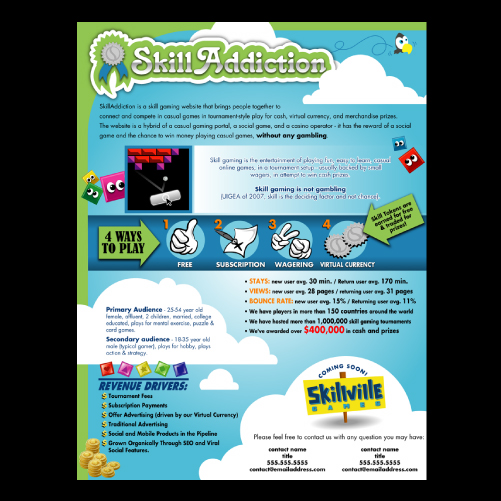 SkillAddiction
SkillAddiction is a skill gaming website that brings people together to
connect and compete in casual games in tournament-style play for cash, virtual currency, and merchandise prizes.
The website is a hybrid of a casual gaming portal, a social game, and a casino operator - it has the reward of a social
game and the chance to win money playing casual games, without any gambling.
Skill gaming is the entertainment of playing fun, easy to learn, casual
online games, in a tournament setup, usually backed by small
wagers, in attempt to win cash prizes.
Skill gaming is not gambling
(UIGEA of 2007, skill is the deciding factor and not chance).
Skill Tokens are
earned for free
& traded for
prizes!
4 WAYS
TO PLAY
1 2 3 4
FREE SUBSCRIPTION WAGERING VIRTUAL CURRENCY
• STAYS: new user avg. 30 min. / Return user avg. 170 min.
• VIEWS: new user avg. 28 pages / returning user avg. 31 pages
• BOUNCE RATE: new user avg. 15% / Returning user avg. 11%
• We have players in more than 150 countries around the world
• We have hosted more than 1,000,000 skill gaming tournaments
• We've awarded over $400,000 in cash and prizes
Primary Audience - 25-54 year old
female, affluent, 2 children, married, college
educated, plays for mental exercise, puzzle &
card games.
Secondary audience - 18-35 year old
male (typical gamer), plays for hobby, plays
action & strategy.
REVENUE DRIVERS:
Tournament Fees
Subscription Payments
Offer Advertising (driven by our Virtual Currency)
Traditional Advertising
Social and Mobile Products in the Pipeline
Grown Organically Through SEO and Viral
Social Features.
COMING SOON!
Skillville
GAMES
Please feel free to contact us with any question you may have:
contact name contact name
title title
555.555.5555 555.555.5555
contact@emailaddress.com contact@emailaddress.com